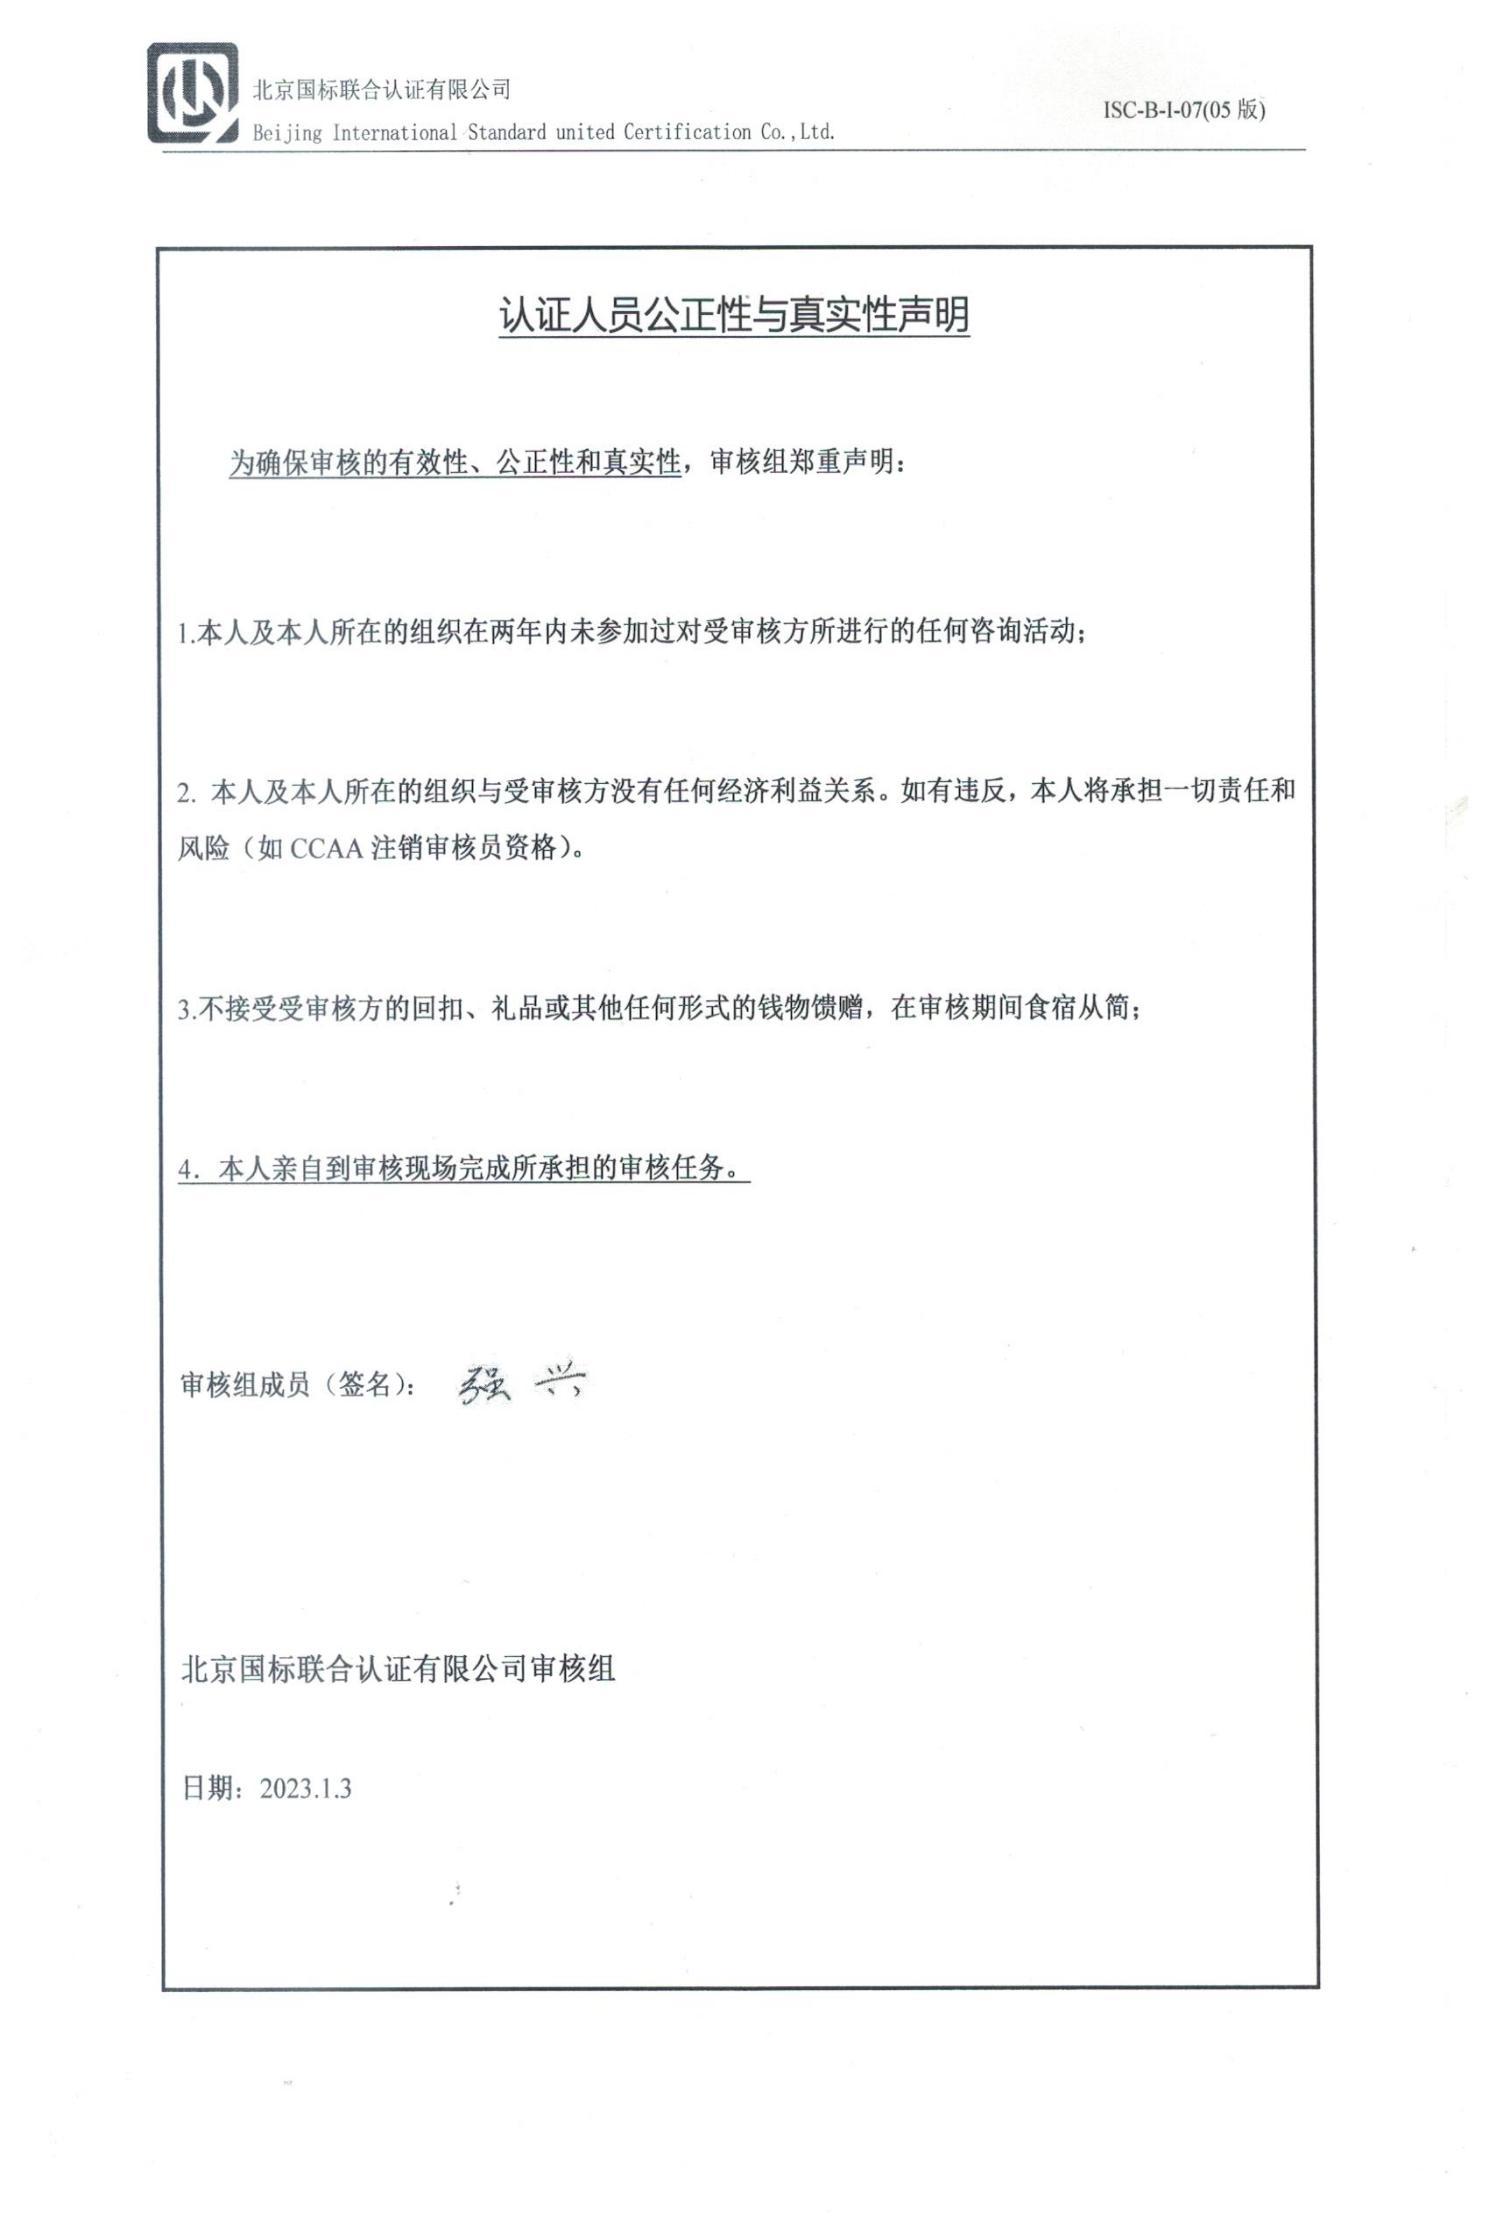 北京国标联合认证有限公司
Beijing International Standard united Certification Co.,Ltd.
ISC-B-I-07(05 版)
认证人员公正性与真实性声明
为确保审核的有效性、公正性和真实性，审核组郑重声明：
1.本人及本人所在的组织在两年内未参加过对受审核方所进行的任何咨询活动；
2. 本人及本人所在的组织与受审核方没有任何经济利益关系。如有违反，本人将承担一切责任和
风险（如 CCAA 注销审核员资格）。
3.不接受受审核方的回扣、礼品或其他任何形式的钱物馈赠，在审核期间食宿从简；
4. 本人亲自到审核现场完成所承担的审核任务。
审核组成员（签名）： 强兴
北京国标联合认证有限公司审核组
日期：2023.1.3